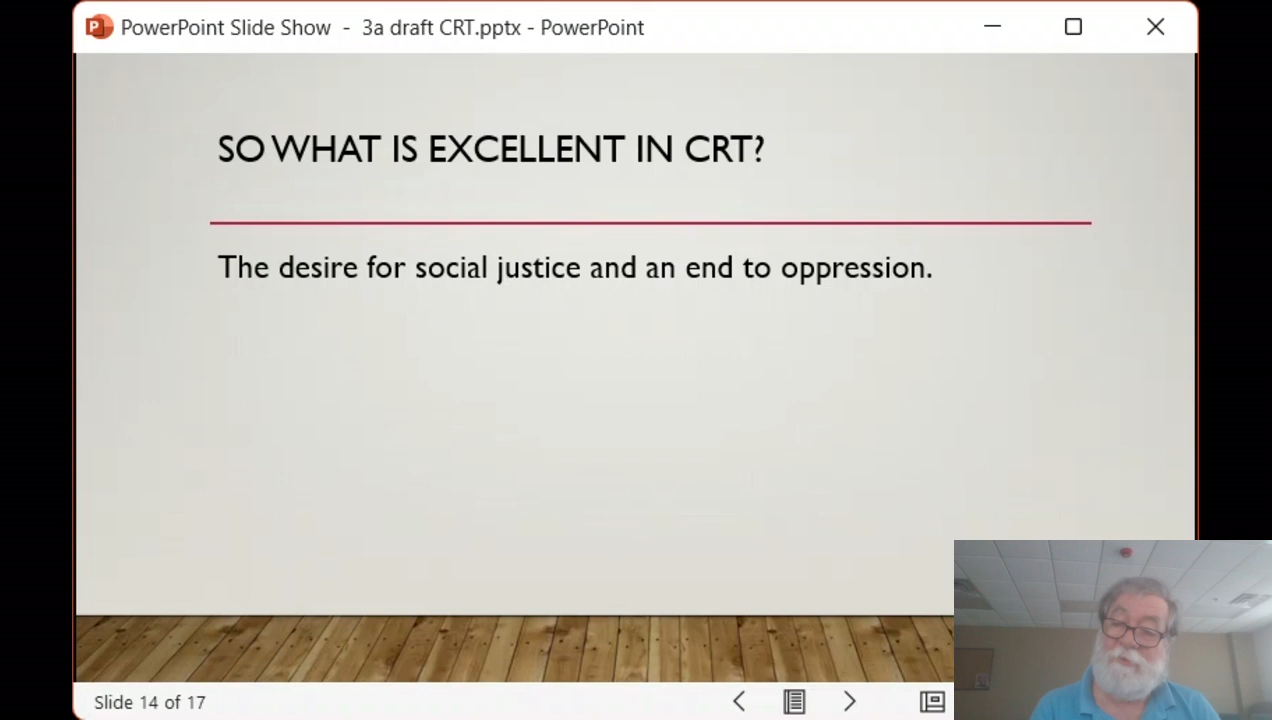 PowerPoint Slide Show - 3a draft CRT.pptx - PowerPoint
SO WHAT IS EXCELLENT IN CRT?
The desire for social justice and an end to oppression.
Slide 14 of 17